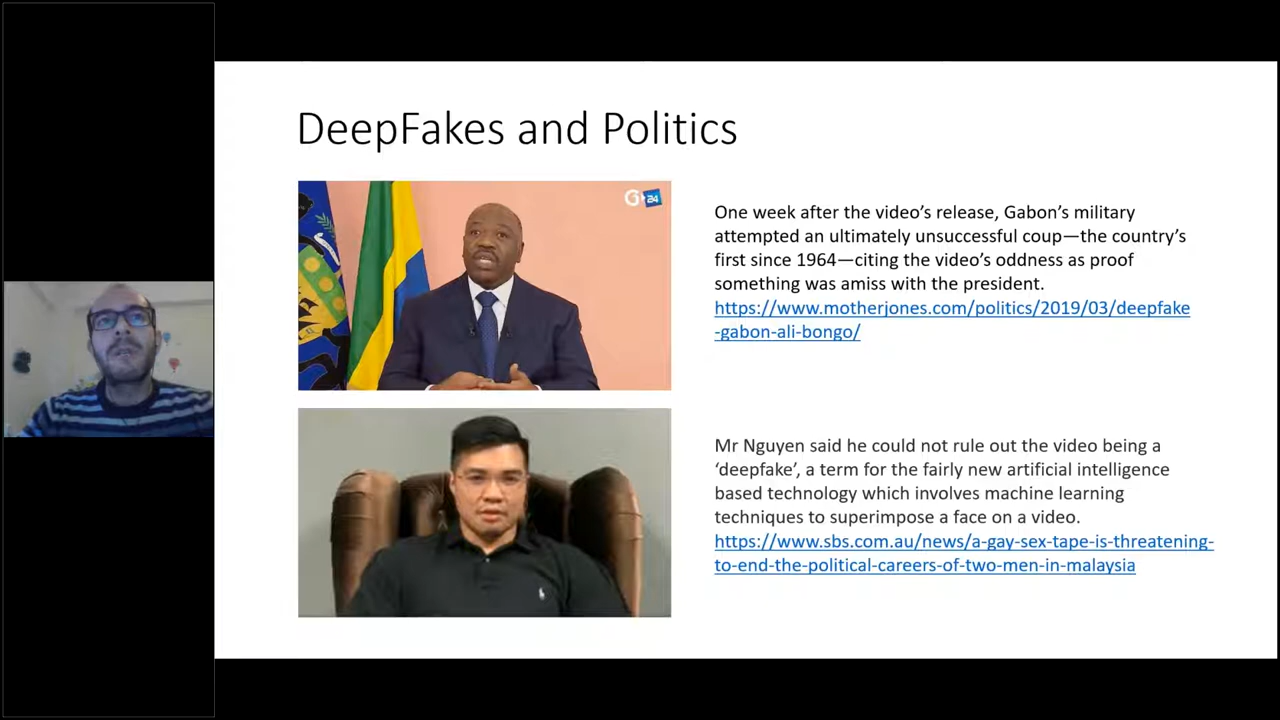 DeepFakes and Politics
G 24
One week after the video’s release, Gabon’s military
attempted an ultimately unsuccessful coup—the country’s
first since 1964—citing the video’s oddness as proof
something was amiss with the president.
https://www.motherjones.com/politics/2019/03/deepfake
-gabon-ali-bongo/
Mr Nguyen said he could not rule out the video being a
‘deepfake’, a term for the fairly new artificial intelligence
based technology which involves machine learning
techniques to superimpose a face on a video.
https://www.sbs.com.au/news/a-gay-sex-tape-is-threatening-
to-end-the-political-careers-of-two-men-in-malaysia